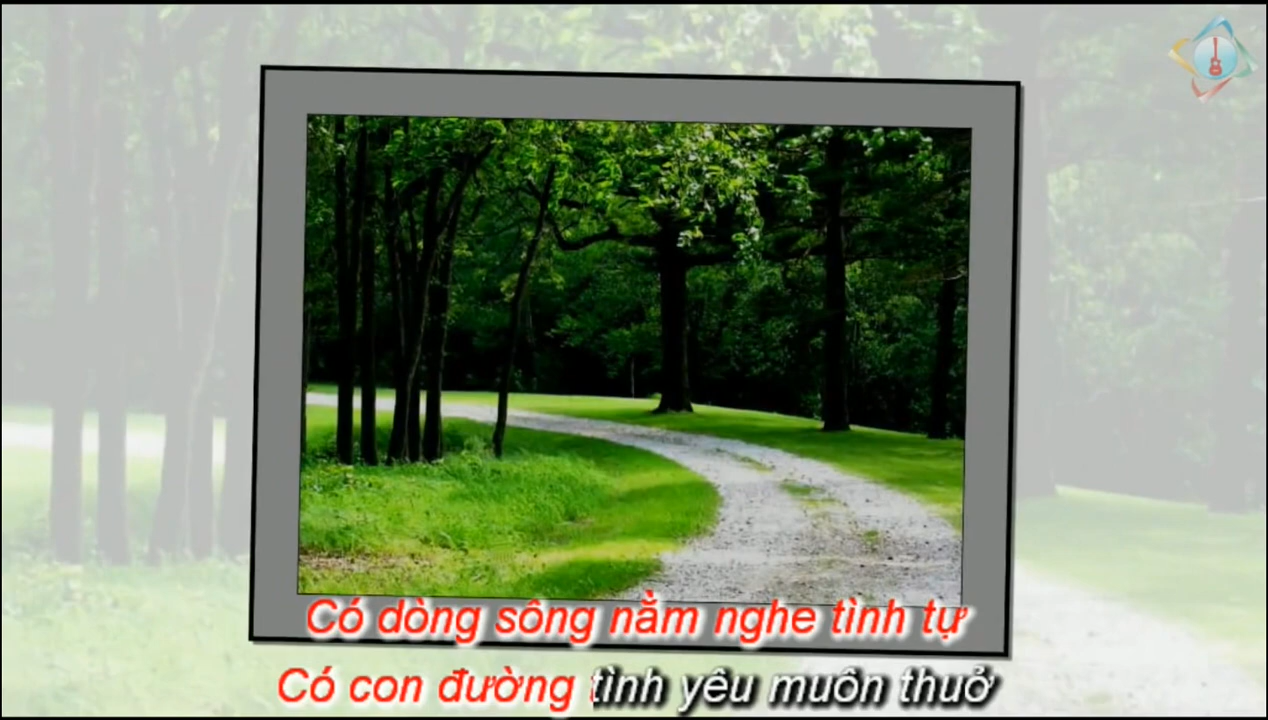 Có dòng sông nằm nghe tình tự
Có con đường tình yêu muôn thuở